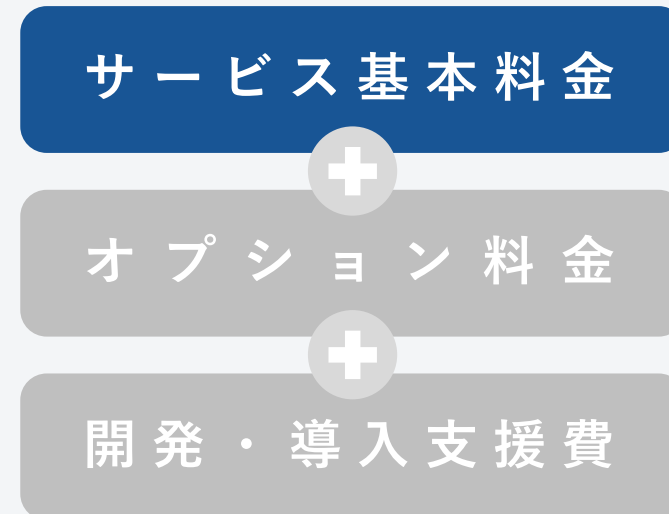 サービス基本料金
オプション料金
開発・導入支援費